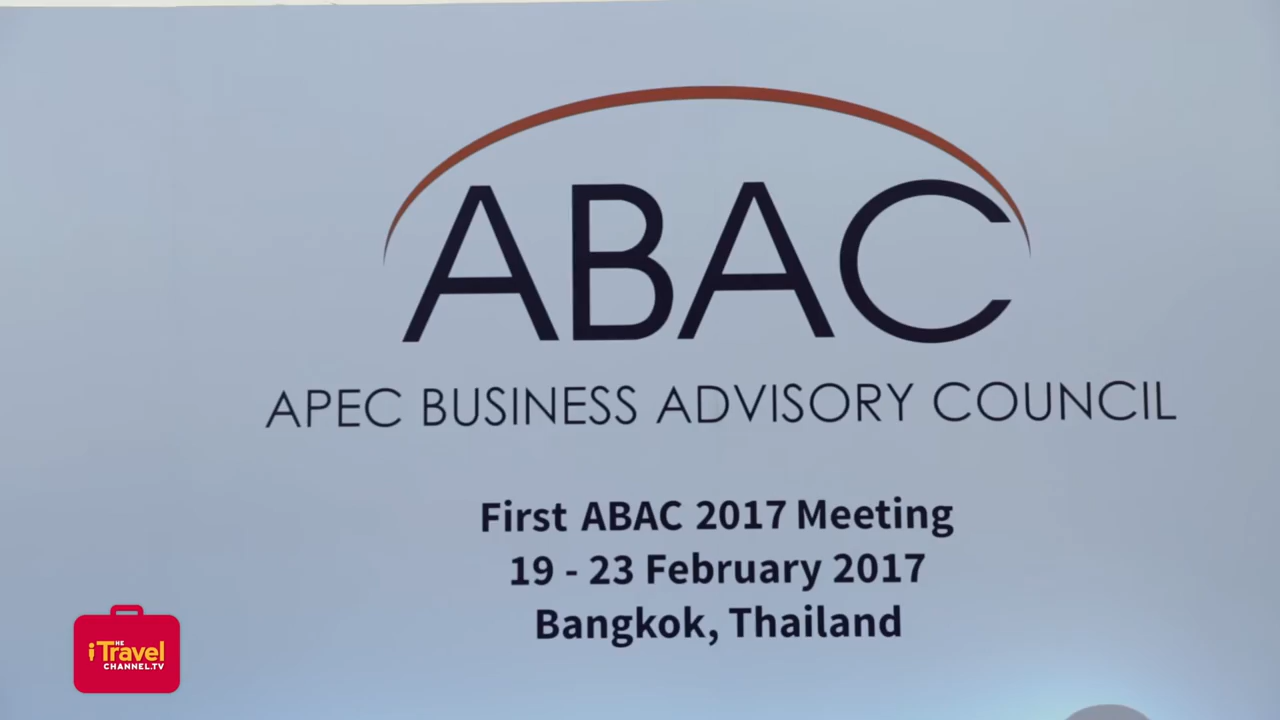 ABAC
APEC BUSINESS ADVISORY COUNCIL
First ABAC 2017 Meeting
19 - 23 February 2017
Bangkok, Thailand
THE
iTravel
CHANNEL.TV